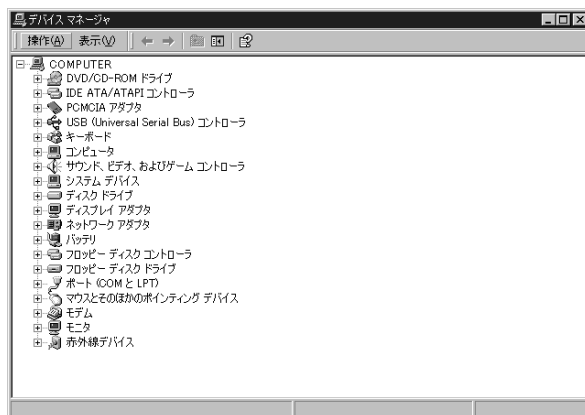 デバイス マネージャ
操作(A) 表示(V)
COMPUTER
DVD/CD-ROM ドライブ
IDE ATA/ATAPI コントローラ
PCMCIA アダプタ
USB (Universal Serial Bus) コントローラ
キーボード
コンピュータ
サウンド、ビデオ、およびゲーム コントローラ
システム デバイス
ディスク ドライブ
ディスプレイ アダプタ
ネットワーク アダプタ
バッテリ
フロッピー ディスク コントローラ
フロッピー ディスク ドライブ
ポート (COM と LPT)
マウスとそのほかのポインティング デバイス
モデム
モニタ
赤外線デバイス